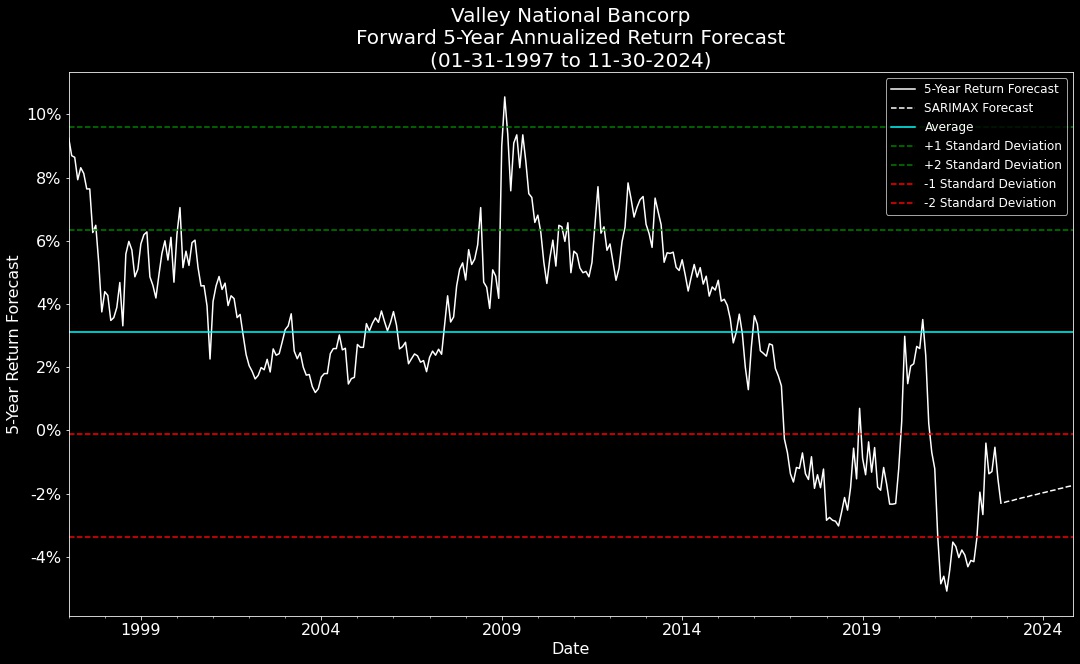 Valley National Bancorp
Forward 5-Year Annualized Return Forecast
(01-31-1997 to 11-30-2024)
5-Year Return Forecast
SARIMAX Forecast
Average
+1 Standard Deviation
+2 Standard Deviation
-1 Standard Deviation
-2 Standard Deviation
10%
8%
6%
4%
2%
0%
-2%
-4%
5-Year Return Forecast
1999
2004
2009
2014
2019
2024
Date